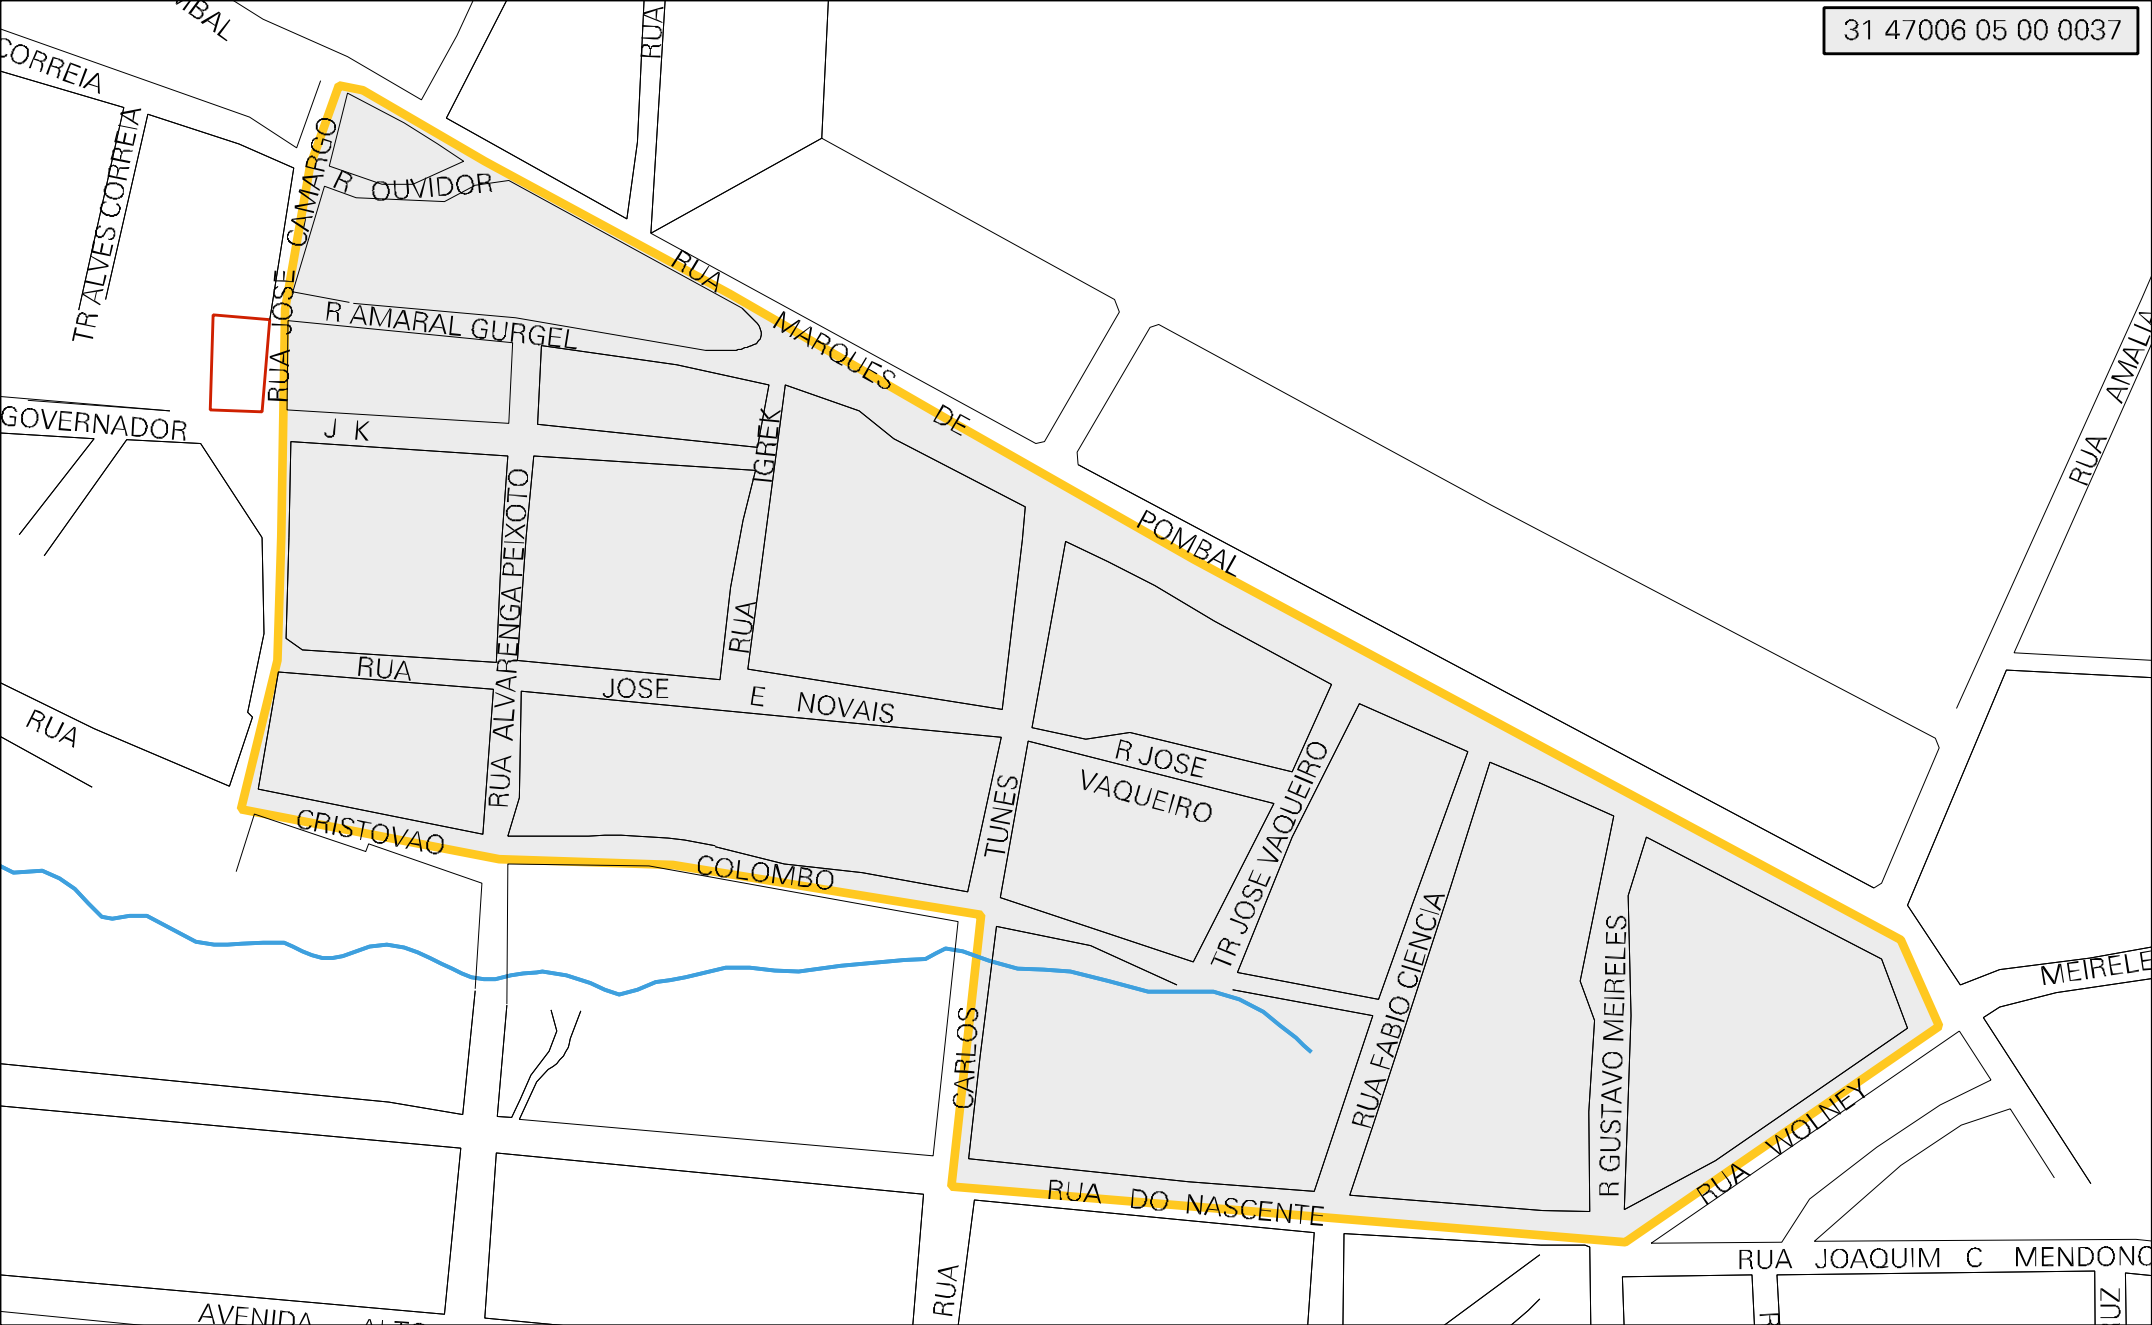 31 47006 05 00 0037
CORREIA
RUA
TR ALVES CORREIA
RUA JOSE CAMARGO
R OUVIDOR
RUA MARQUES DE POMBAL
R AMARAL GURGEL
RUA AMALIA
GOVERNADOR
J K
RUA IGREK
RUA ALVARENGA PEIXOTO
RUA JOSE E NOVAIS
RUA
R JOSE
VAQUEIRO
TR JOSE VAQUEIRO
CRISTOVAO COLOMBO
RUA CARLOS TUNES
RUA FABIO CIENCIA
R GUSTAVO MEIRELES
MEIRELE
RUA WOLNEY
RUA DO NASCENTE
RUA JOAQUIM C MENDONC
AVENIDA